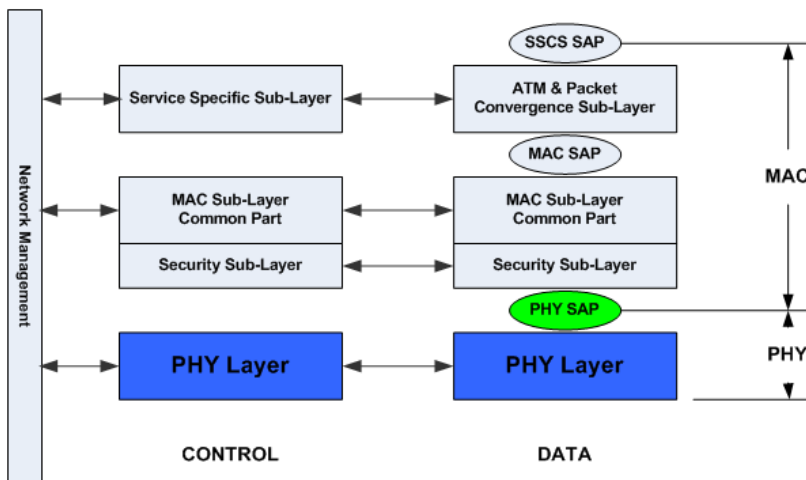 SSCS SAP
Service Specific Sub-Layer
ATM & Packet
Convergence Sub-Layer
MAC SAP
MAC
Network Management
MAC Sub-Layer
Common Part
MAC Sub-Layer
Common Part
Security Sub-Layer
Security Sub-Layer
PHY SAP
PHY Layer
PHY Layer
PHY
CONTROL
DATA